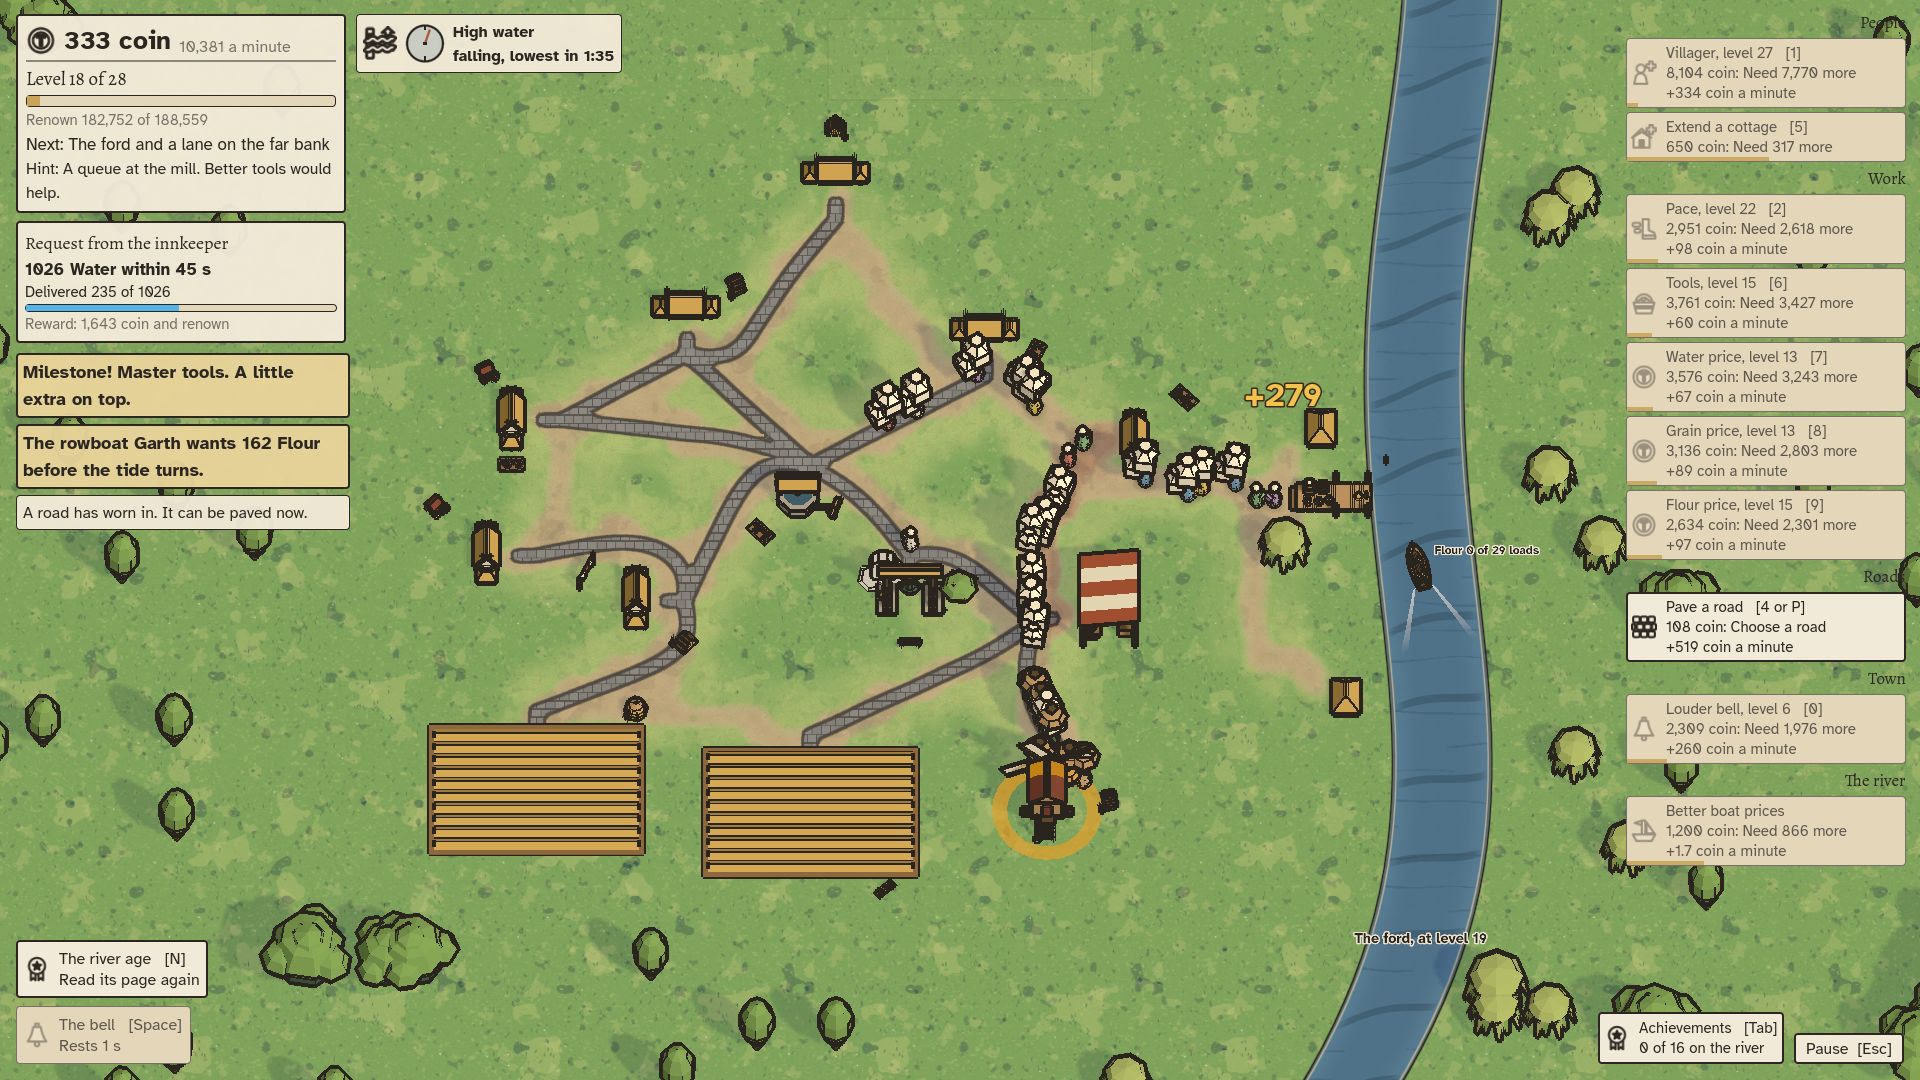 333 coin 10,381 a minute
Level 18 of 28
Renown 182,752 of 188,559
Next: The ford and a lane on the far bank
Hint: A queue at the mill. Better tools would
help.
Request from the innkeeper
1026 Water within 45 s
Delivered 235 of 1026
Reward: 1,643 coin and renown
Milestone! Master tools. A little
extra on top.
The rowboat Garth wants 162 Flour
before the tide turns.
A road has worn in. It can be paved now.
High water
falling, lowest in 1:35
+279
Flour 0 of 29 loads
The ford, at level 19
People
Villager, level 27 [1]
8,104 coin: Need 7,770 more
+334 coin a minute
Extend a cottage [5]
650 coin: Need 317 more
Work
Pace, level 22 [2]
2,951 coin: Need 2,618 more
+98 coin a minute
Tools, level 15 [6]
3,761 coin: Need 3,427 more
+60 coin a minute
Water price, level 13 [7]
3,576 coin: Need 3,243 more
+67 coin a minute
Grain price, level 13 [8]
3,136 coin: Need 2,803 more
+89 coin a minute
Flour price, level 15 [9]
2,634 coin: Need 2,301 more
+97 coin a minute
Roads
Pave a road [4 or P]
108 coin: Choose a road
+519 coin a minute
Town
Louder bell, level 6 [0]
2,309 coin: Need 1,976 more
+260 coin a minute
The river
Better boat prices
1,200 coin: Need 866 more
+1.7 coin a minute
The river age [N]
Read its page again
The bell [Space]
Rests 1 s
Achievements [Tab]
0 of 16 on the river
Pause [Esc]